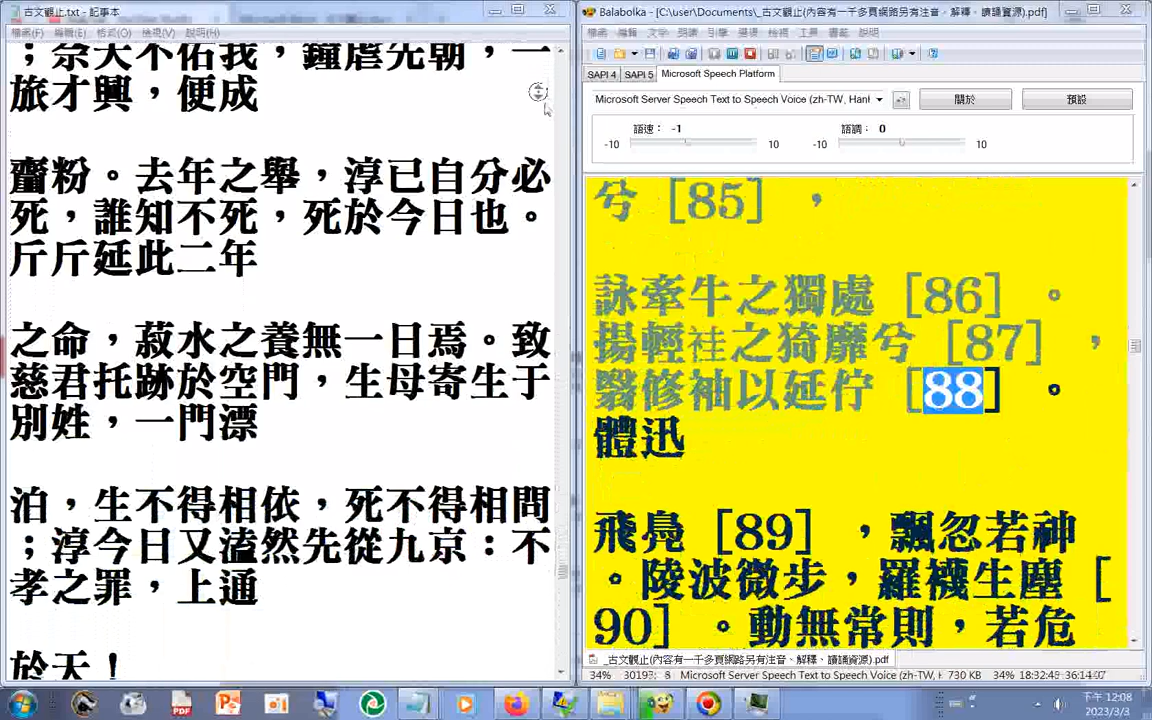 古文觀止.txt - 記事本
檔案(F) 編輯(E) 格式(O) 檢視(V) 說明(H)
；奈天不佑我，鐘虐先朝，一
旅才興，便成
齏粉。去年之舉，淳已自分必
死，誰知不死，死於今日也。
斤斤延此二年
之命，菽水之養無一日焉。致
慈君托跡於空門，生母寄生于
別姓，一門漂
泊，生不得相依，死不得相問
；淳今日又溘然先從九京：不
孝之罪，上通
於天！
Balabolka - [C:\user\Documents\_古文觀止(內容有一千多頁網路另有注音、解釋、讀誦資源).pdf]
檔案 編輯 文字 朗讀 引擎 選項 檢視 工具 書籤 說明
SAPI 4 SAPI 5 Microsoft Speech Platform
Microsoft Server Speech Text to Speech Voice (zh-TW, Hanl
關於 預設
語速： -1 語調： 0
-10 10 -10 10
兮 [85] ，
詠牽牛之獨處 [86] 。
揚輕袿之猗靡兮 [87] ，
翳修袖以延佇 [88] 。
體迅
飛鳧 [89] ，飄忽若神
。陵波微步，羅襪生塵 [
90] 。動無常則，若危
_古文觀止(內容有一千多頁網路另有注音、解釋、讀誦資源).pdf
34% 30193: 8 Microsoft Server Speech Text to Speech Voice (zh-TW, H 730 KB 34% 18:32:49 36:14:07
下午 12:08
2023/3/3